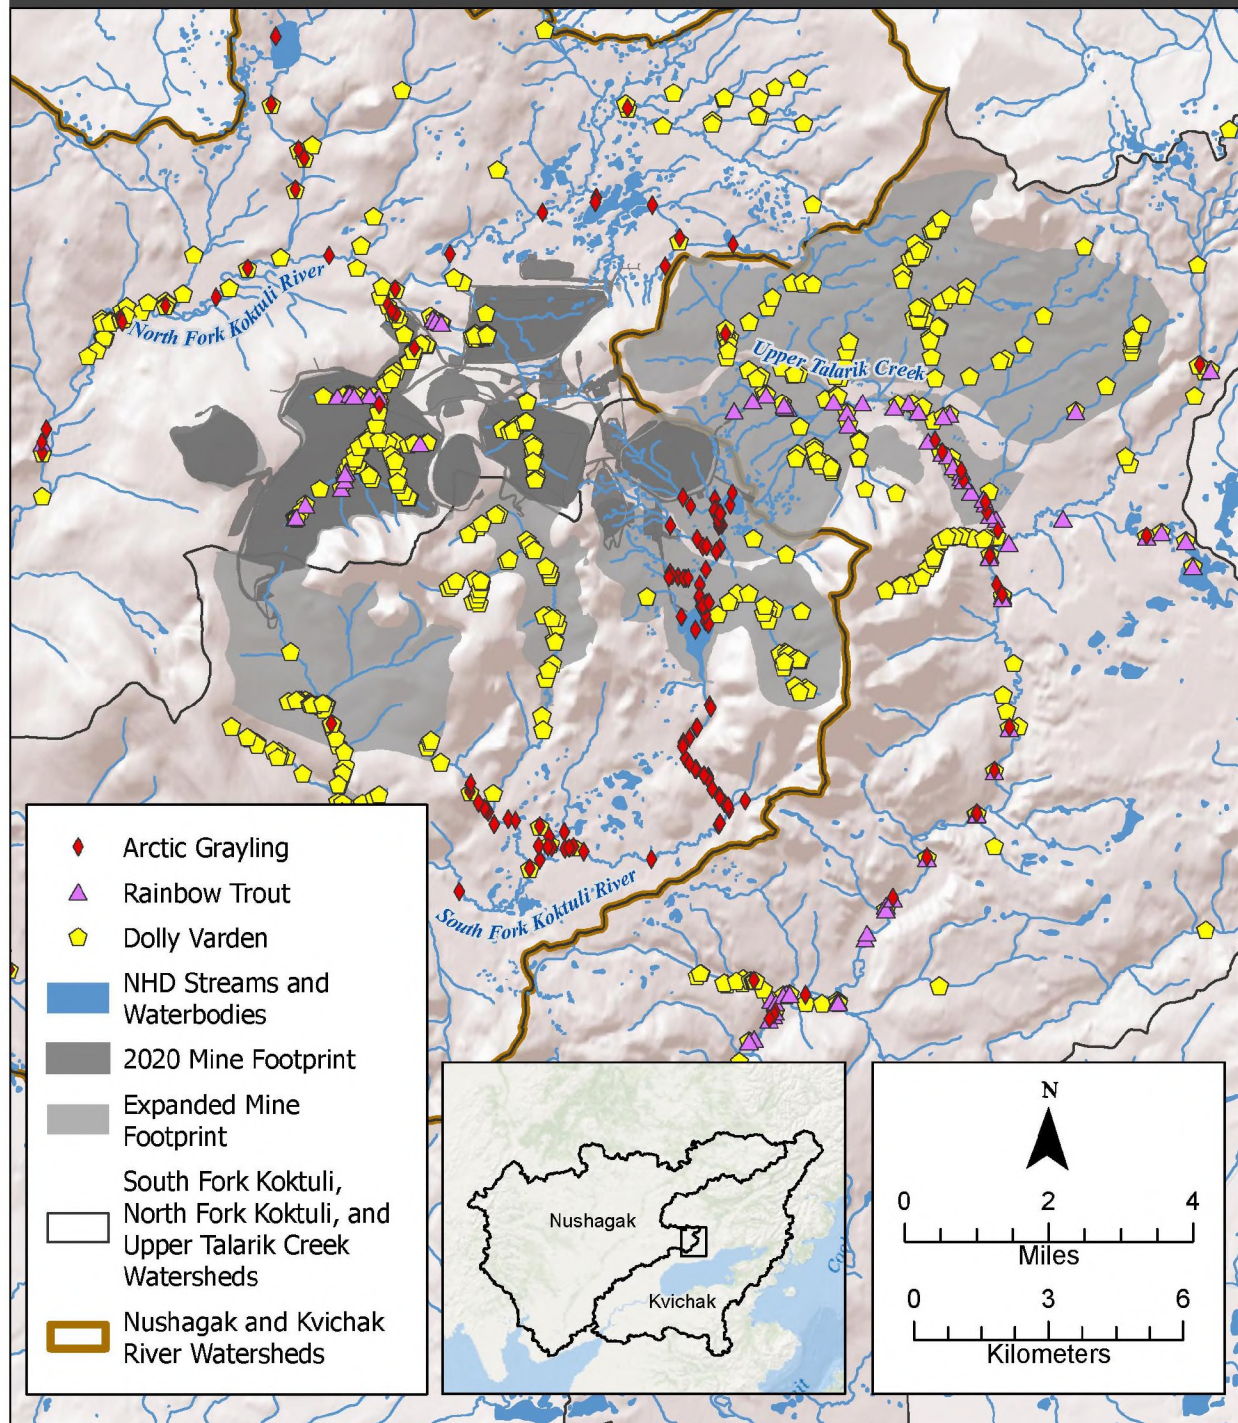 North Fork Koktuli River
Upper Talarik Creek
South Fork Koktuli River
Arctic Grayling
Rainbow Trout
Dolly Varden
NHD Streams and
Waterbodies
2020 Mine Footprint
Expanded Mine
Footprint
South Fork Koktuli,
North Fork Koktuli, and
Upper Talarik Creek
Watersheds
Nushagak and Kvichak
River Watersheds
Nushagak
Kvichak
N
0 2 4
Miles
0 3 6
Kilometers